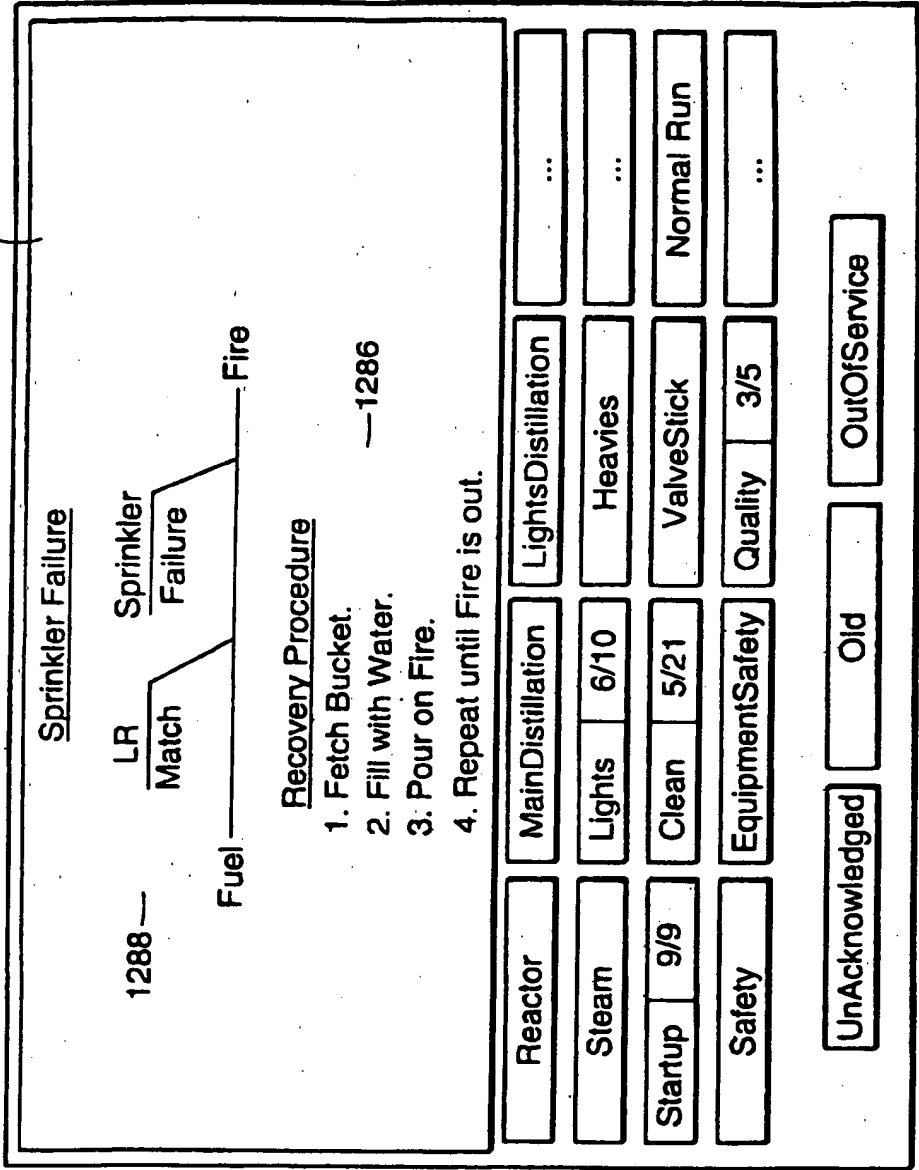 Sprinkler Failure
1288
LR
Match
Sprinkler
Failure
Fuel
Fire
Recovery Procedure
1. Fetch Bucket.
2. Fill with Water.
3. Pour on Fire.
4. Repeat until Fire is out.
1286
Reactor MainDistillation LightsDistillation ...
Steam Lights 6/10 Heavies ...
Startup 9/9 Clean 5/21 ValveStick Normal Run
Safety EquipmentSafety Quality 3/5 ...
UnAcknowledged Old OutOfService